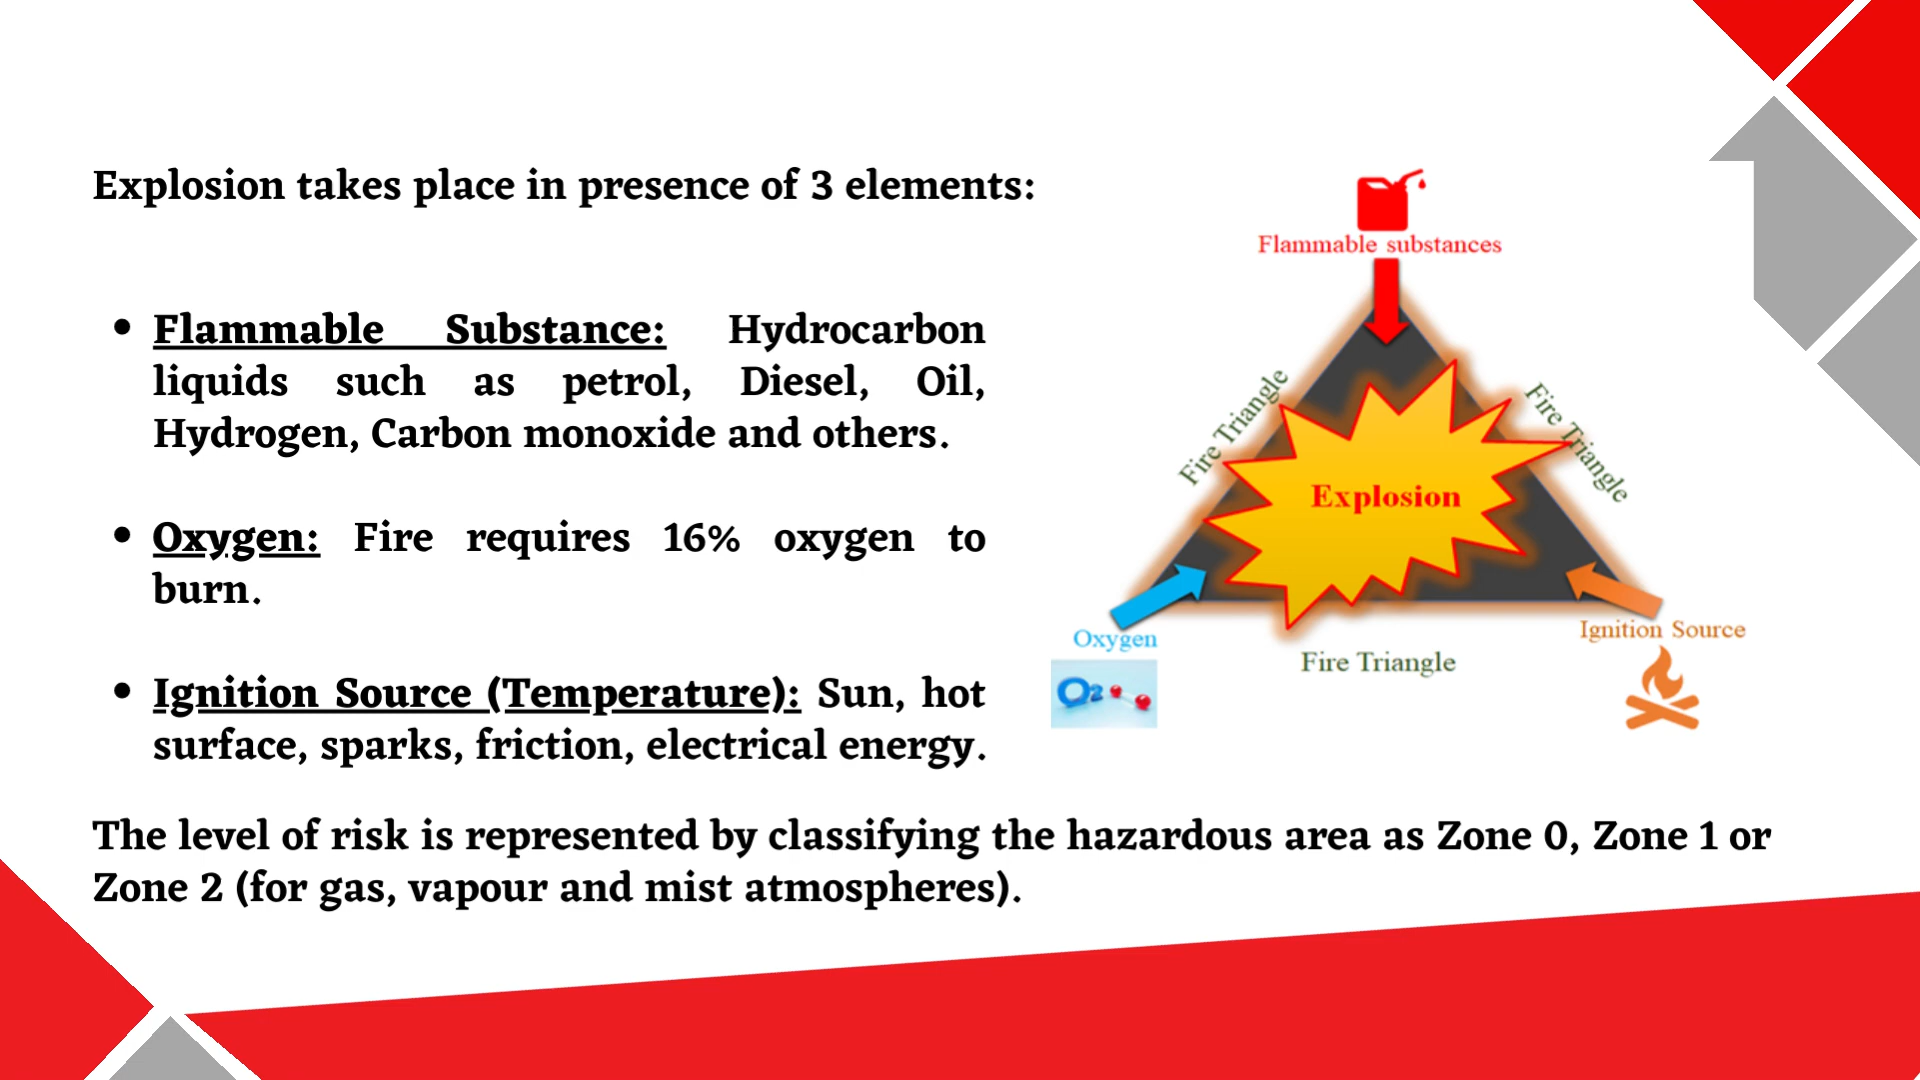 Explosion takes place in presence of 3 elements:
• Flammable Substance: Hydrocarbon
liquids such as petrol, Diesel, Oil,
Hydrogen, Carbon monoxide and others.
• Oxygen: Fire requires 16% oxygen to
burn.
• Ignition Source (Temperature): Sun, hot
surface, sparks, friction, electrical energy.
Flammable substances
Fire Triangle
Fire Triangle
Explosion
Oxygen
O2
Ignition Source
Fire Triangle
The level of risk is represented by classifying the hazardous area as Zone 0, Zone 1 or
Zone 2 (for gas, vapour and mist atmospheres).